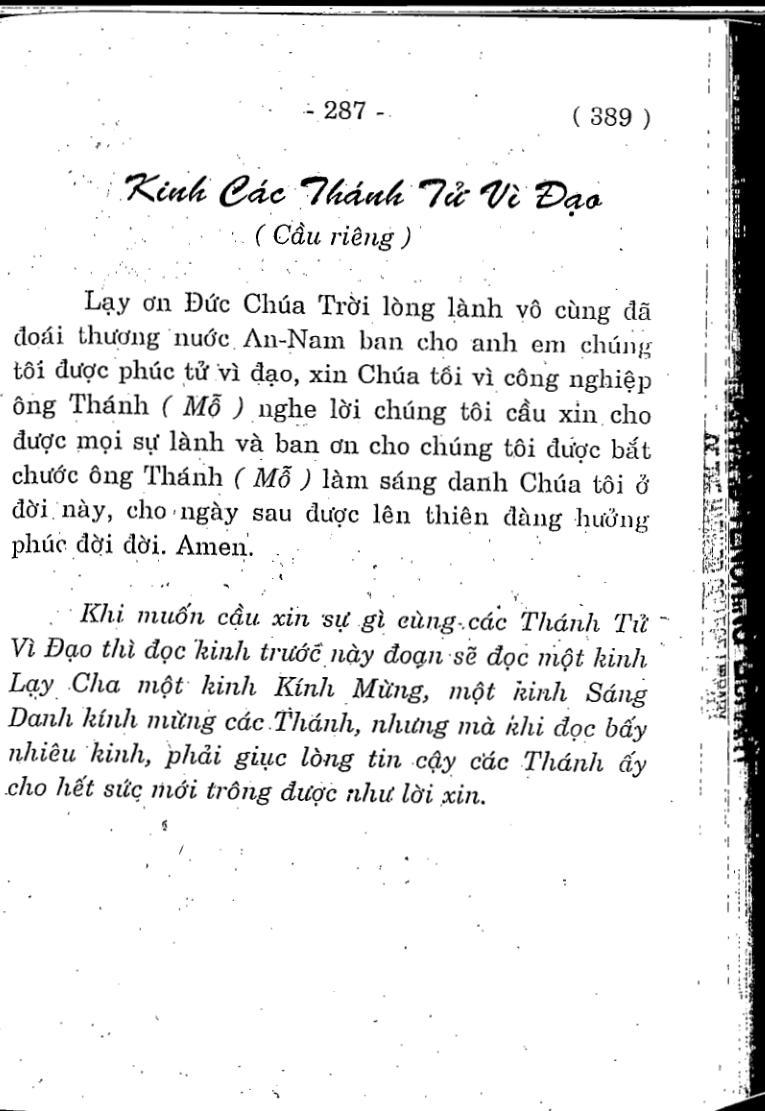 - 287 -
( 389 )
Kinh Các Thánh Tử Vì Đạo
( Cầu riêng )
Lạy ơn Đức Chúa Trời lòng lành vô cùng đã
đoái thương nước An-Nam ban cho anh em chúng
tôi được phúc tử vì đạo, xin Chúa tôi vì công nghiệp
ông Thánh ( Mỗ ) nghe lời chúng tôi cầu xin cho
được mọi sự lành và ban ơn cho chúng tôi được bắt
chước ông Thánh ( Mỗ ) làm sáng danh Chúa tôi ở
đời này, cho ngày sau được lên thiên đàng hưởng
phúc đời đời. Amen.
Khi muốn cầu xin sự gì cùng các Thánh Tử
Vì Đạo thì đọc kinh trước này đoạn sẽ đọc một kinh
Lạy Cha một kinh Kính Mừng, một kinh Sáng
Danh kính mừng các Thánh, nhưng mà khi đọc bấy
nhiêu kinh, phải giục lòng tin cậy các Thánh ấy
cho hết sức mới trông được như lời xin.